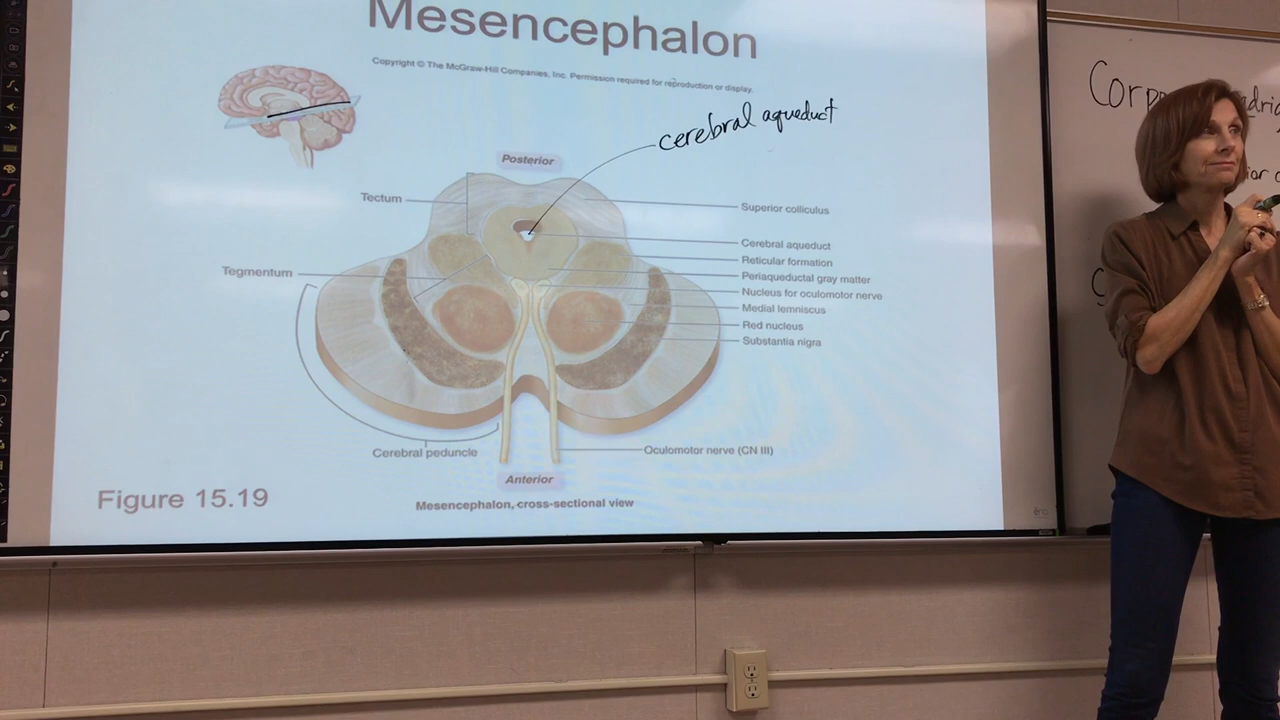 Mesencephalon
Copyright © The McGraw-Hill Companies, Inc. Permission required for reproduction or display.
cerebral aqueduct
Posterior
Tectum
Superior colliculus
Cerebral aqueduct
Reticular formation
Tegmentum
Periaqueductal gray matter
Nucleus for oculomotor nerve
Medial lemniscus
Red nucleus
Substantia nigra
Cerebral peduncle
Oculomotor nerve (CN III)
Anterior
Figure 15.19
Mesencephalon, cross-sectional view